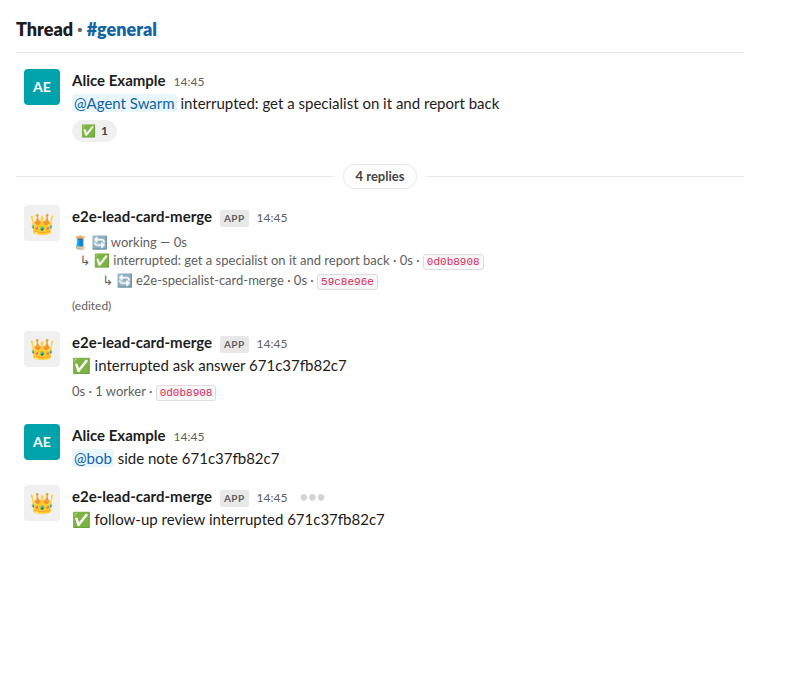 Thread • #general
Alice Example 14:45
@Agent Swarm interrupted: get a specialist on it and report back
✅ 1
4 replies
e2e-lead-card-merge APP 14:45
🧵 🔄 working — 0s
↳ ✅ interrupted: get a specialist on it and report back · 0s · 0d0b8908
↳ 🔄 e2e-specialist-card-merge · 0s · 59c8e96e
(edited)
e2e-lead-card-merge APP 14:45
✅ interrupted ask answer 671c37fb82c7
0s · 1 worker · 0d0b8908
Alice Example 14:45
@bob side note 671c37fb82c7
e2e-lead-card-merge APP 14:45
✅ follow-up review interrupted 671c37fb82c7
AE
AE